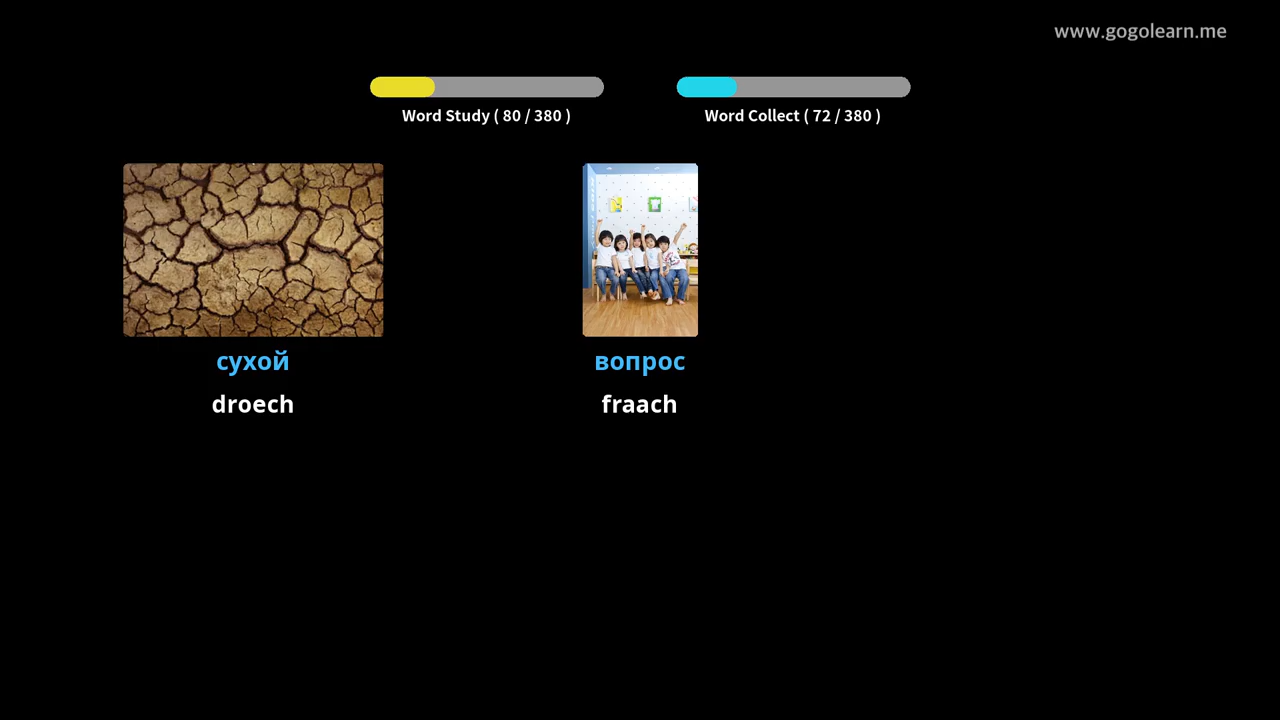 www.gogolearn.me
Word Study ( 80 / 380 )
Word Collect ( 72 / 380 )
сухой
вопрос
droech
fraach